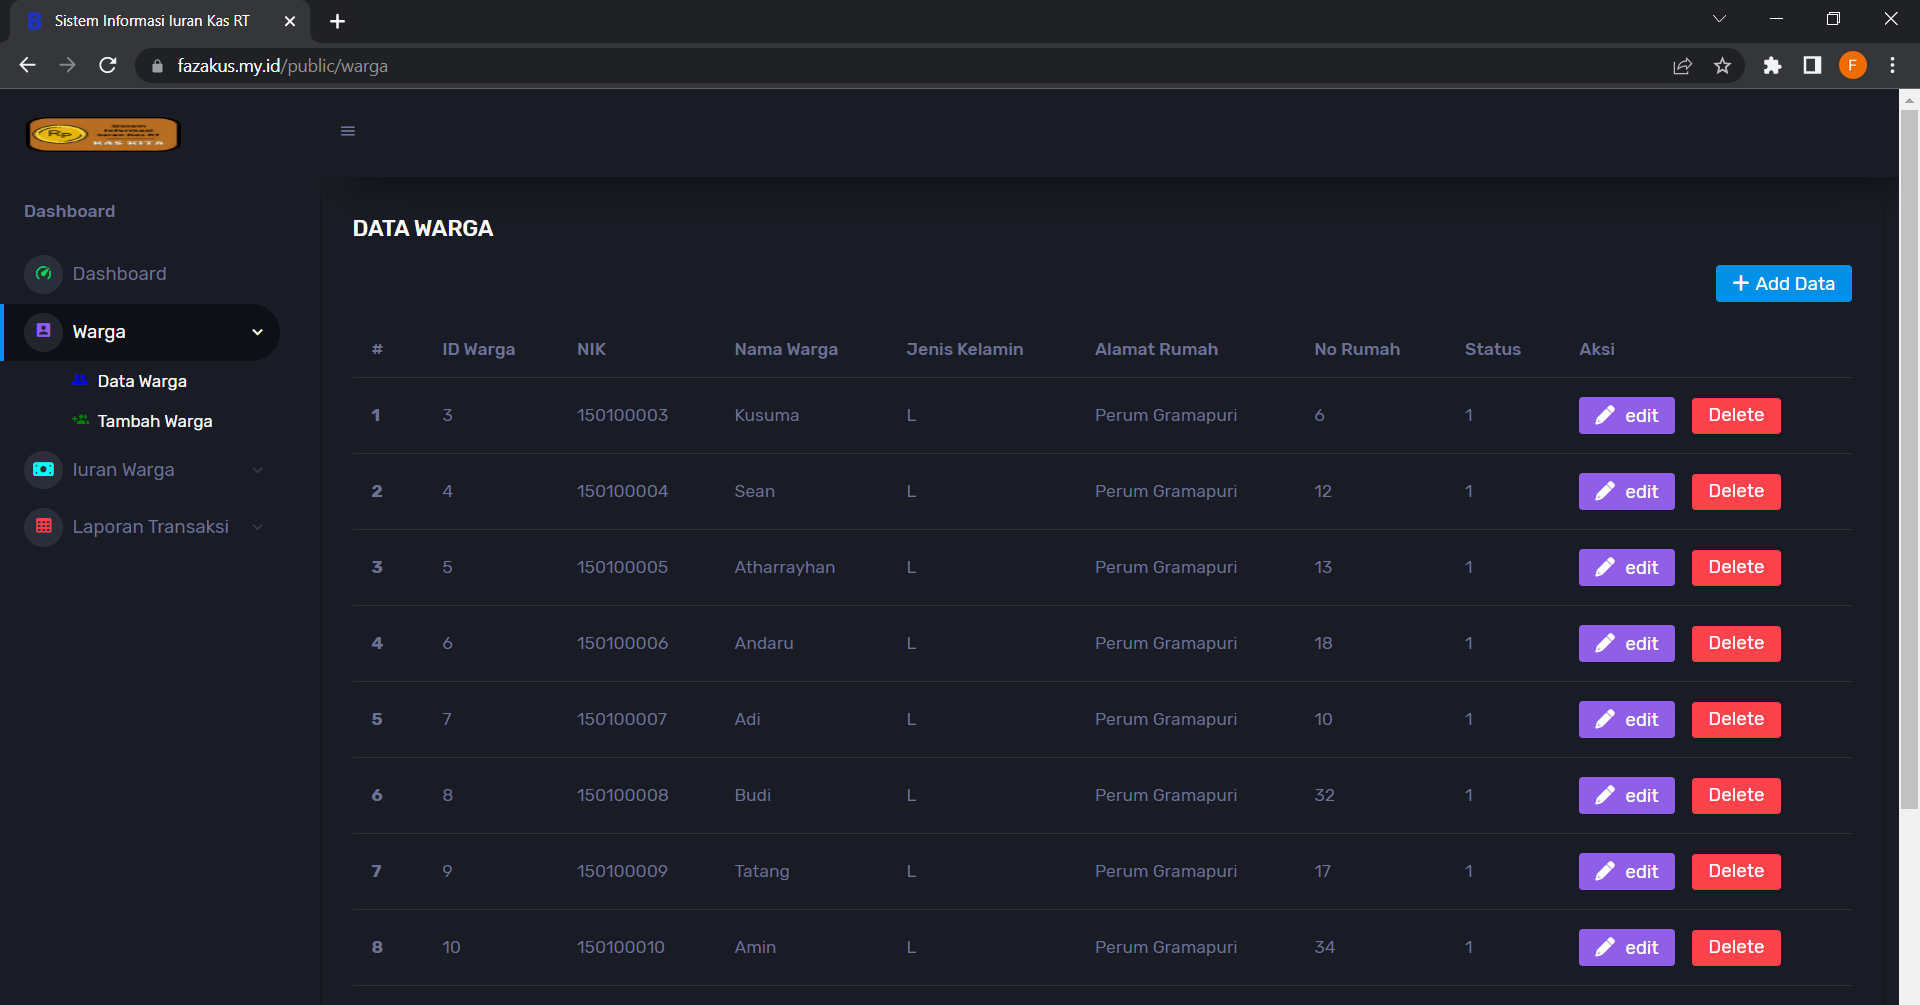 Sistem Informasi Iuran Kas RT
fazakus.my.id/public/warga
F
Sistem
Informasi
Iuran Kas RT
KAS KITA
Rp
Dashboard
Dashboard
Warga
Data Warga
Tambah Warga
Iuran Warga
Laporan Transaksi
DATA WARGA
Add Data
# ID Warga NIK Nama Warga Jenis Kelamin Alamat Rumah No Rumah Status Aksi
1 3 150100003 Kusuma L Perum Gramapuri 6 1 edit Delete
2 4 150100004 Sean L Perum Gramapuri 12 1 edit Delete
3 5 150100005 Atharrayhan L Perum Gramapuri 13 1 edit Delete
4 6 150100006 Andaru L Perum Gramapuri 18 1 edit Delete
5 7 150100007 Adi L Perum Gramapuri 10 1 edit Delete
6 8 150100008 Budi L Perum Gramapuri 32 1 edit Delete
7 9 150100009 Tatang L Perum Gramapuri 17 1 edit Delete
8 10 150100010 Amin L Perum Gramapuri 34 1 edit Delete